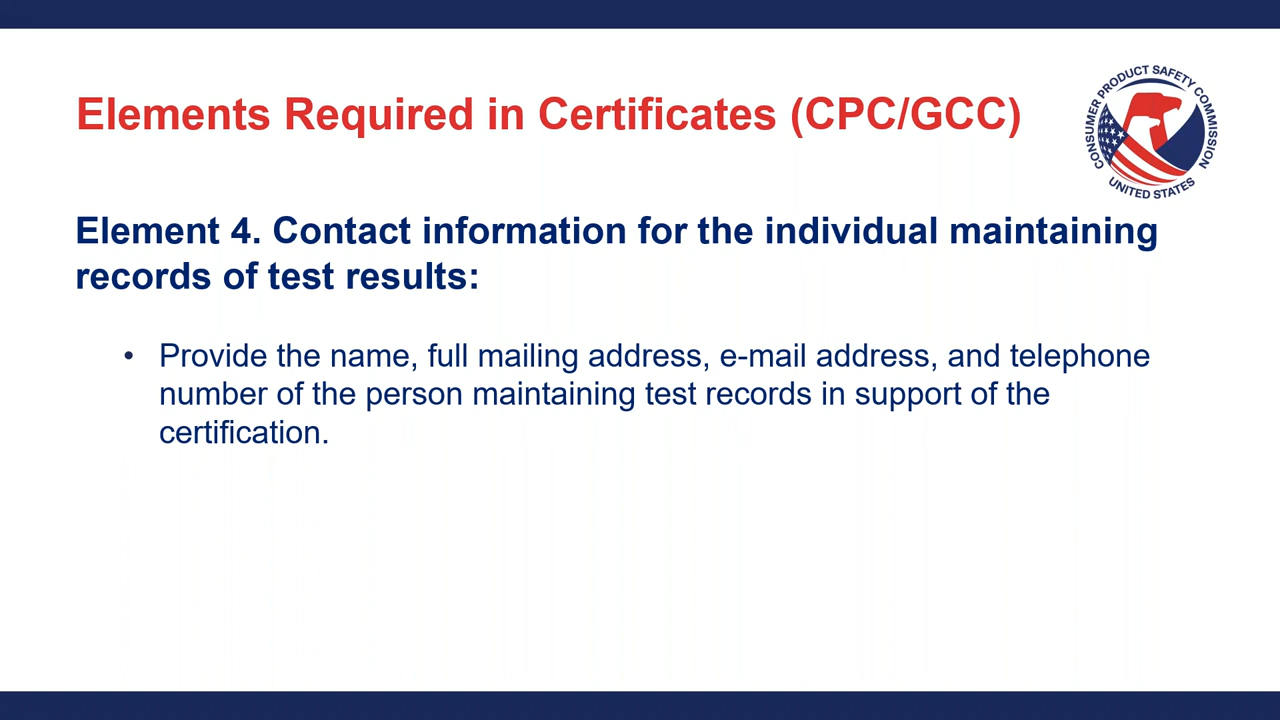 Elements Required in Certificates (CPC/GCC)
CONSUMER PRODUCT SAFETY COMMISSION
UNITED STATES
Element 4. Contact information for the individual maintaining
records of test results:
• Provide the name, full mailing address, e-mail address, and telephone
number of the person maintaining test records in support of the
certification.